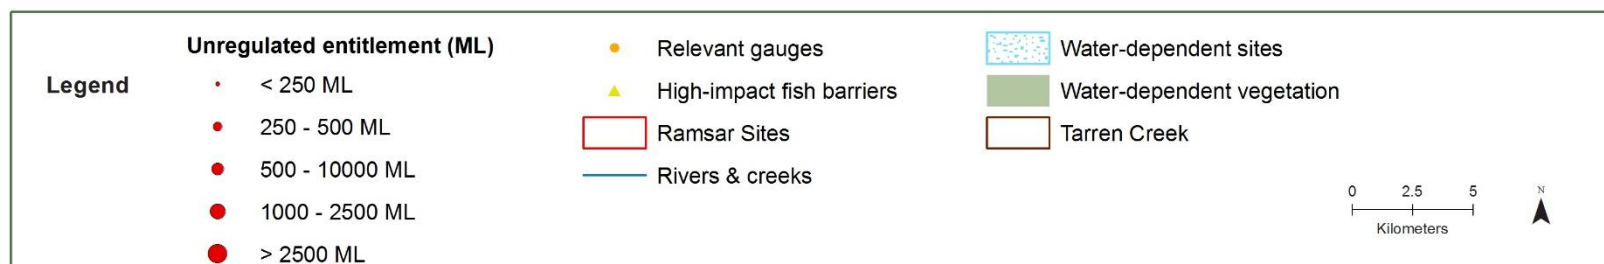 Legend
Unregulated entitlement (ML)
< 250 ML
250 - 500 ML
500 - 10000 ML
1000 - 2500 ML
> 2500 ML
Relevant gauges
High-impact fish barriers
Ramsar Sites
Rivers & creeks
Water-dependent sites
Water-dependent vegetation
Tarren Creek
0 2.5 5
Kilometers
N